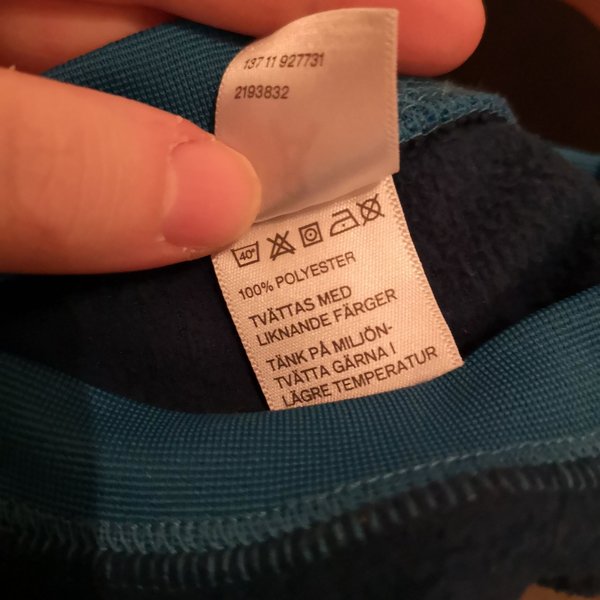 137 11 927731
2193832
40°
100% POLYESTER
TVÄTTAS MED
LIKNANDE FÄRGER
TÄNK PÅ MILJÖN-
TVÄTTA GÄRNA I
LÄGRE TEMPERATUR